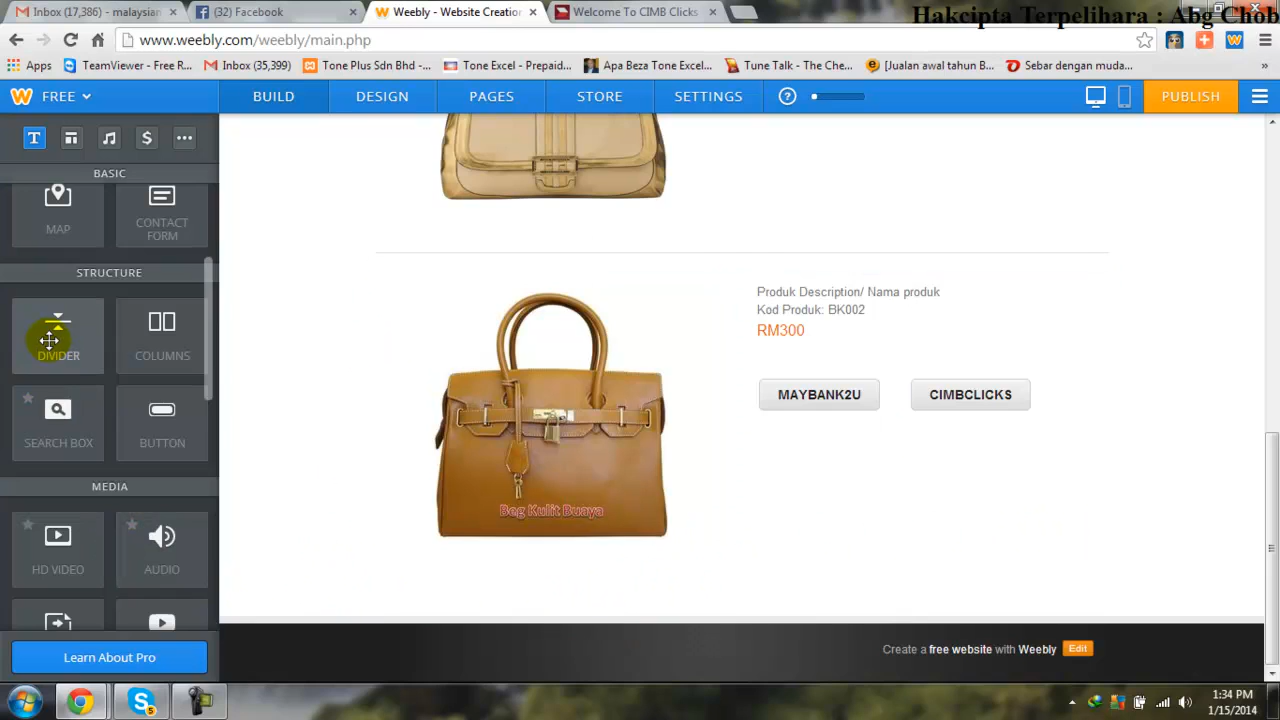 Inbox (17,386) - malaysian
(32) Facebook
Weebly - Website Creation
Welcome To CIMB Clicks
Hakcipta Terpelihara : Abg Chob
www.weebly.com/weebly/main.php
Apps
TeamViewer - Free R...
Inbox (35,399)
Tone Plus Sdn Bhd -...
Tone Excel - Prepaid...
Apa Beza Tone Excel...
Tune Talk - The Che...
[Jualan awal tahun B...
Sebar dengan muda...
FREE
BUILD
DESIGN
PAGES
STORE
SETTINGS
PUBLISH
BASIC
MAP
CONTACT FORM
STRUCTURE
DIVIDER
COLUMNS
SEARCH BOX
BUTTON
MEDIA
HD VIDEO
AUDIO
Learn About Pro
Produk Description/ Nama produk
Kod Produk: BK002
RM300
MAYBANK2U
CIMBCLICKS
Beg Kulit Buaya
Create a free website with Weebly
Edit
1:34 PM
1/15/2014